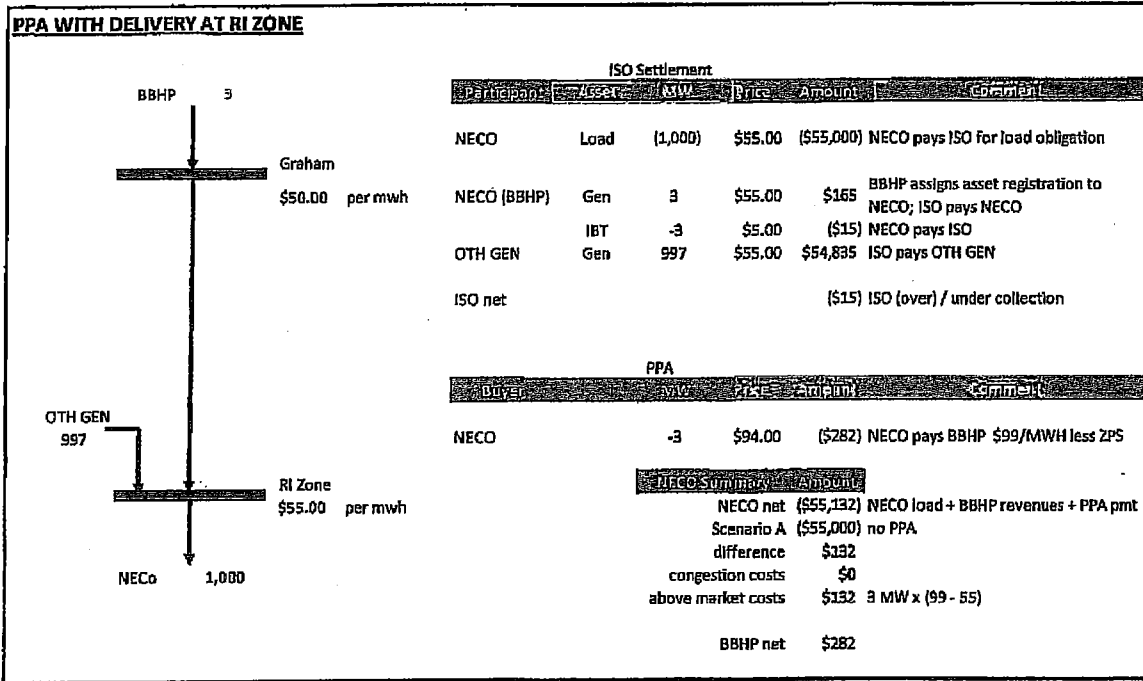 PPA WITH DELIVERY AT RI ZONE
BBHP 3
Graham
$50.00 per mwh
OTH GEN
997
RI Zone
$55.00 per mwh
NECo 1,000
ISO Settlement
Participant Asset MW Price Amount Comment
NECO Load (1,000) $55.00 ($55,000) NECO pays ISO for load obligation
NECO (BBHP) Gen 3 $55.00 $165 BBHP assigns asset registration to
NECO; ISO pays NECO
IBT -3 $5.00 ($15) NECO pays ISO
OTH GEN Gen 997 $55.00 $54,835 ISO pays OTH GEN
ISO net ($15) ISO (over) / under collection
PPA
Buyer MW Price Amount Comment
NECO -3 $94.00 ($282) NECO pays BBHP $99/MWH less ZPS
NECO Summary Amount
NECO net ($55,132) NECO load + BBHP revenues + PPA pmt
Scenario A ($55,000) no PPA
difference $132
congestion costs $0
above market costs $132 3 MW x (99 - 55)
BBHP net $282